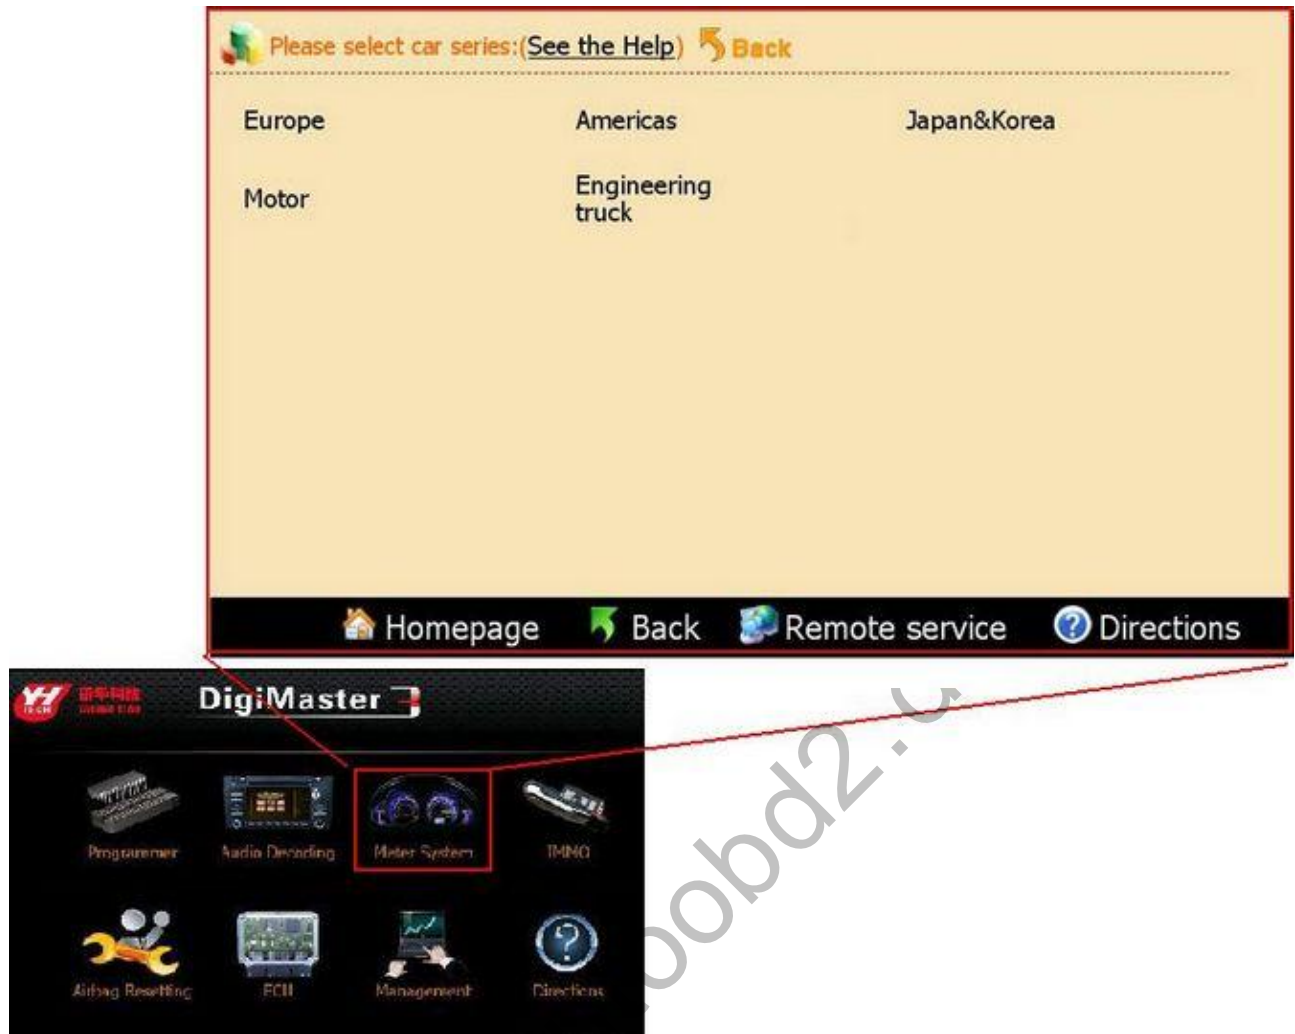 Please select car series:(See the Help) Back
Europe
Americas
Japan&Korea
Motor
Engineering
truck
Homepage
Back
Remote service
Directions
DigiMaster 3
Programmer
Audio Decoding
Meter System
IMMO
Airbag Resetting
ECU
Management
Directions